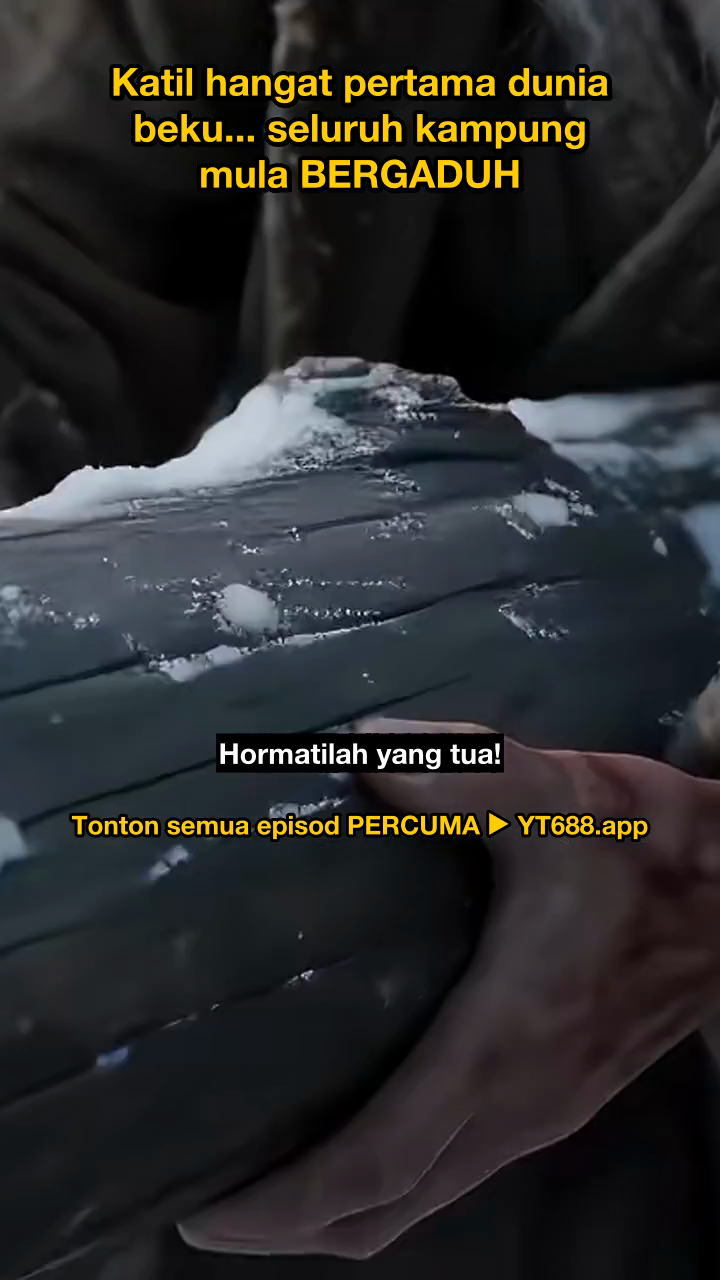 Katil hangat pertama dunia
beku... seluruh kampung
mula BERGADUH
Hormatilah yang tua!
Tonton semua episod PERCUMA ▶ YT688.app